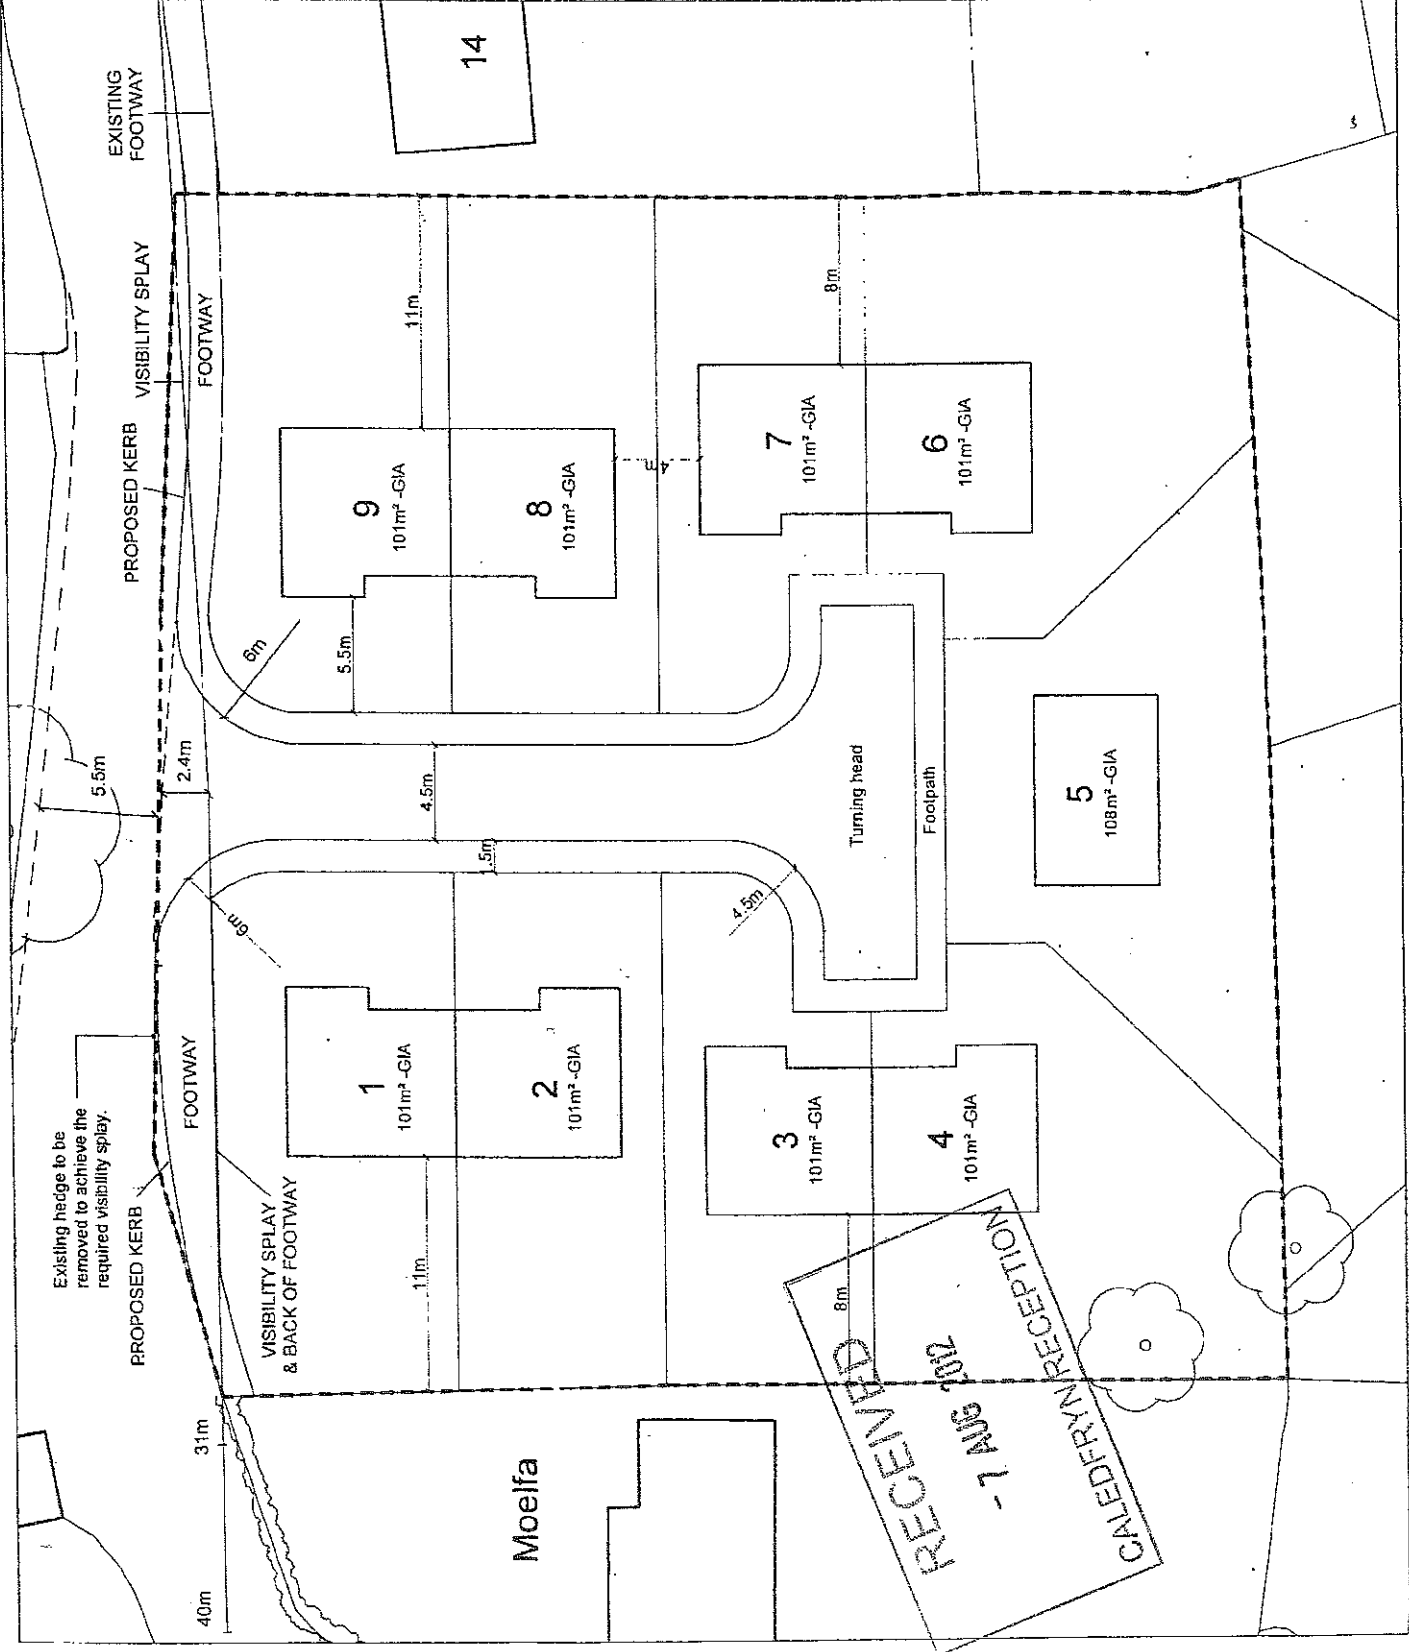 14
EXISTING
FOOTWAY
VISIBILITY SPLAY
FOOTWAY
PROPOSED KERB
11m
8m
9
101m² -GIA
8
101m² -GIA
4m
7
101m² -GIA
6
101m² -GIA
6m
5.5m
5.5m
2.4m
4.5m
1.5m
Turning head
Footpath
5
108m² -GIA
6m
4.5m
Existing hedge to be
removed to achieve the
required visibility splay.
FOOTWAY
1
101m² -GIA
2
101m² -GIA
3
101m² -GIA
4
101m² -GIA
PROPOSED KERB
VISIBILITY SPLAY
& BACK OF FOOTWAY
11m
8m
31m
40m
Moelfa
RECEIVED
- 7 AUG 2012
CALEDFRYN RECEPTION